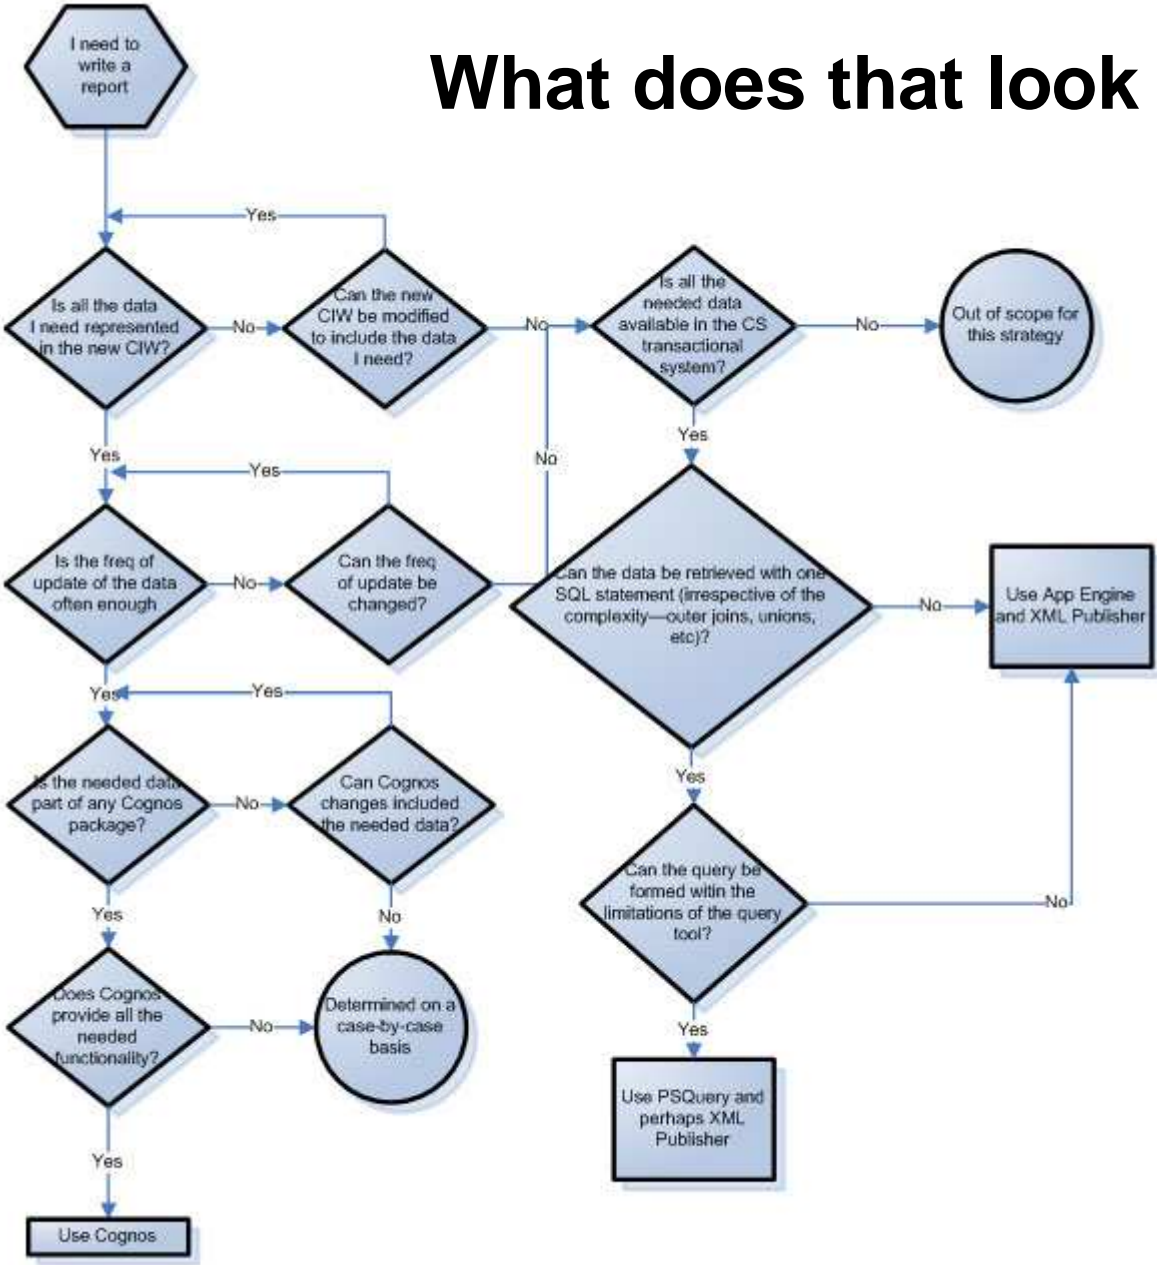 I need to
write a
report
What does that look
Yes
Is all the data
I need represented
in the new CIW?
No
Can the new
CIW be modified
to include the data
I need?
No
Is all the
needed data
available in the CS
transactional
system?
No
Out of scope for
this strategy
Yes
Yes
Yes
No
Is the freq of
update of the data
often enough
No
Can the freq
of update be
changed?
Can the data be retrieved with one
SQL statement (irrespective of the
complexity—outer joins, unions,
etc)?
No
Use App Engine
and XML Publisher
Yes
Yes
Is the needed data
part of any Cognos
package?
No
Can Cognos
changes included
the needed data?
Yes
Can the query be
formed witin the
limitations of the query
tool?
No
Yes
No
Does Cognos
provide all the
needed
functionality?
No
Determined on a
case-by-case
basis
Yes
Use PSQuery and
perhaps XML
Publisher
Yes
Use Cognos